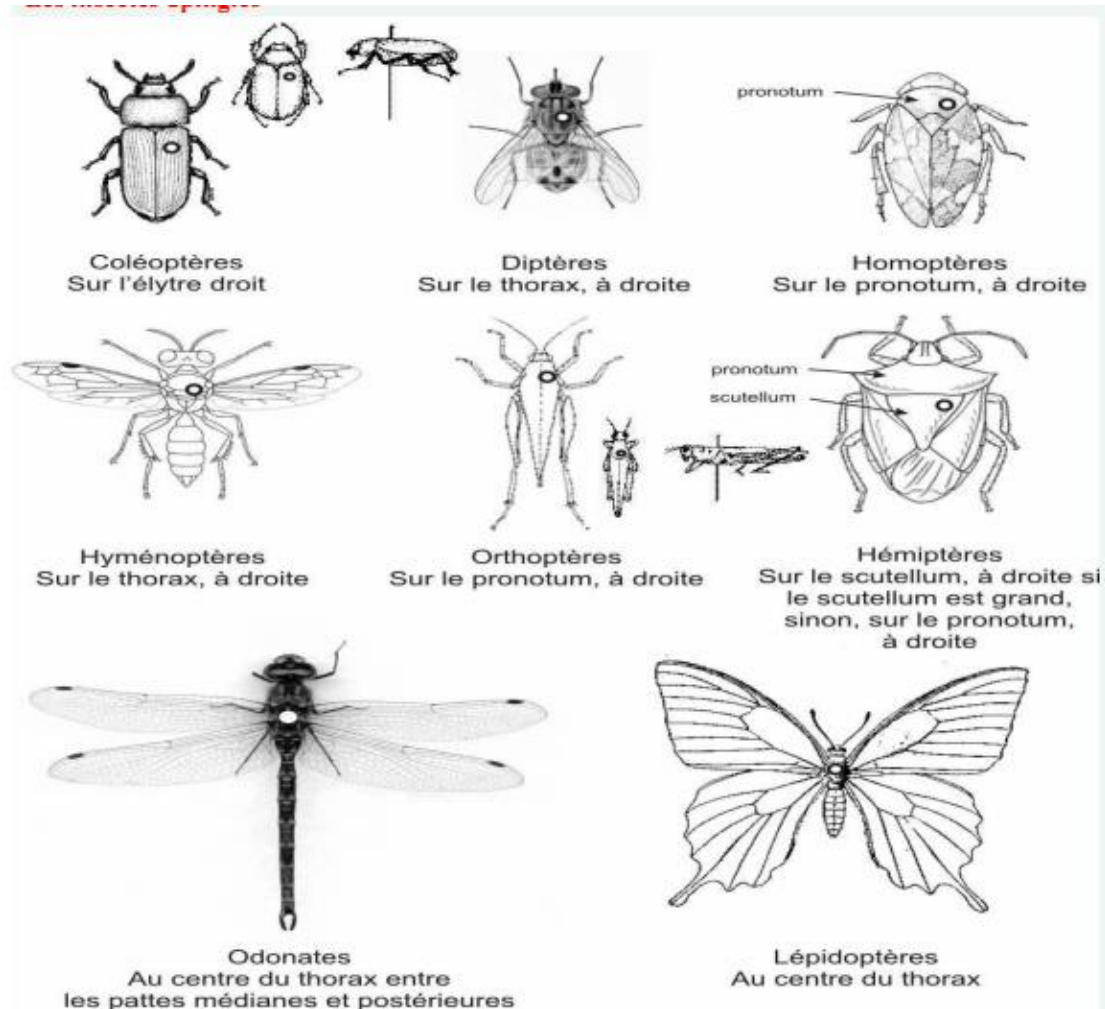 Les insectes épinglés
pronotum
Coléoptères
Sur l'élytre droit
Diptères
Sur le thorax, à droite
Homoptères
Sur le pronotum, à droite
pronotum
scutellum
Hyménoptères
Sur le thorax, à droite
Orthoptères
Sur le pronotum, à droite
Hémiptères
Sur le scutellum, à droite si
le scutellum est grand,
sinon, sur le pronotum,
à droite
Odonates
Au centre du thorax entre
les pattes médianes et postérieures
Lépidoptères
Au centre du thorax